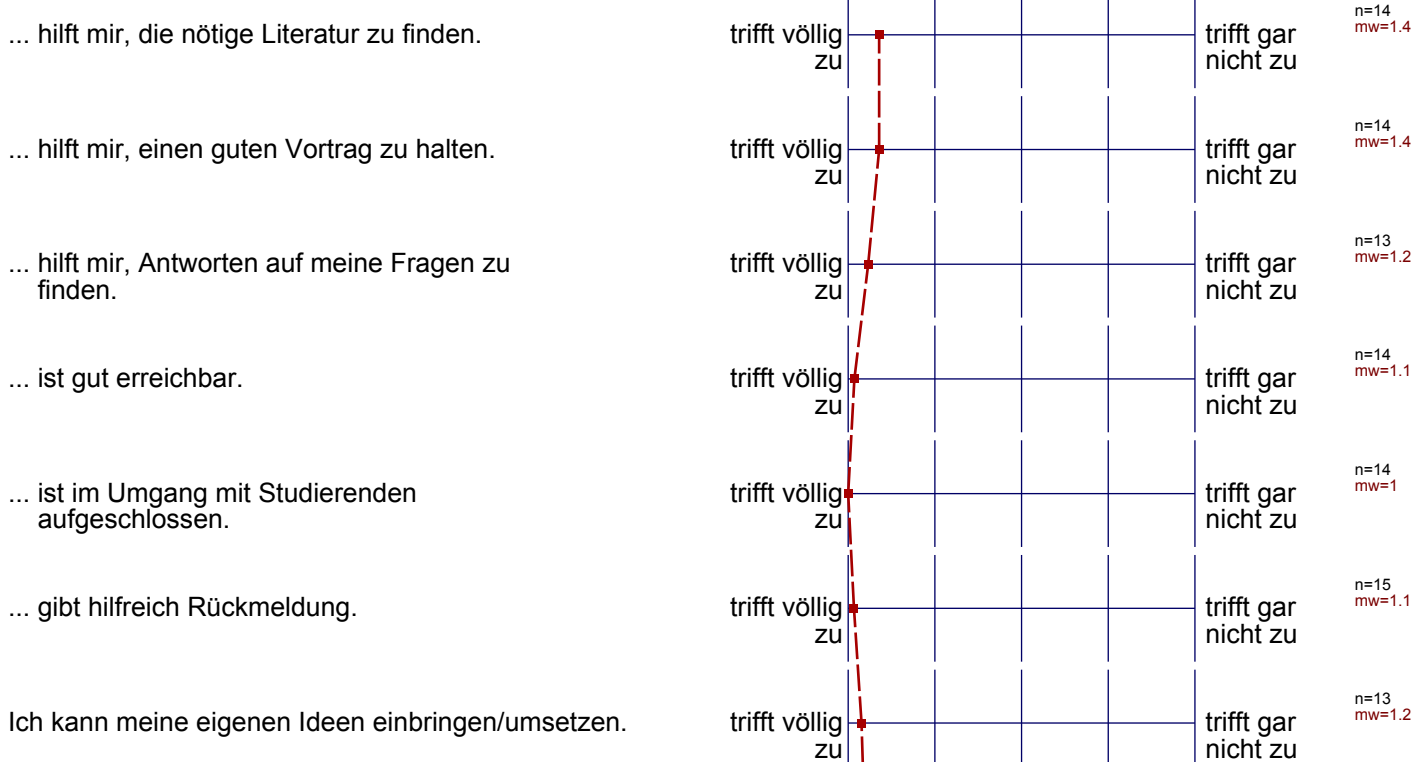 ... hilft mir, die nötige Literatur zu finden. trifft völlig zu trifft gar nicht zu n=14 mw=1.4
... hilft mir, einen guten Vortrag zu halten. trifft völlig zu trifft gar nicht zu n=14 mw=1.4
... hilft mir, Antworten auf meine Fragen zu
finden. trifft völlig zu trifft gar nicht zu n=13 mw=1.2
... ist gut erreichbar. trifft völlig zu trifft gar nicht zu n=14 mw=1.1
... ist im Umgang mit Studierenden
aufgeschlossen. trifft völlig zu trifft gar nicht zu n=14 mw=1
... gibt hilfreich Rückmeldung. trifft völlig zu trifft gar nicht zu n=15 mw=1.1
Ich kann meine eigenen Ideen einbringen/umsetzen. trifft völlig zu trifft gar nicht zu n=13 mw=1.2